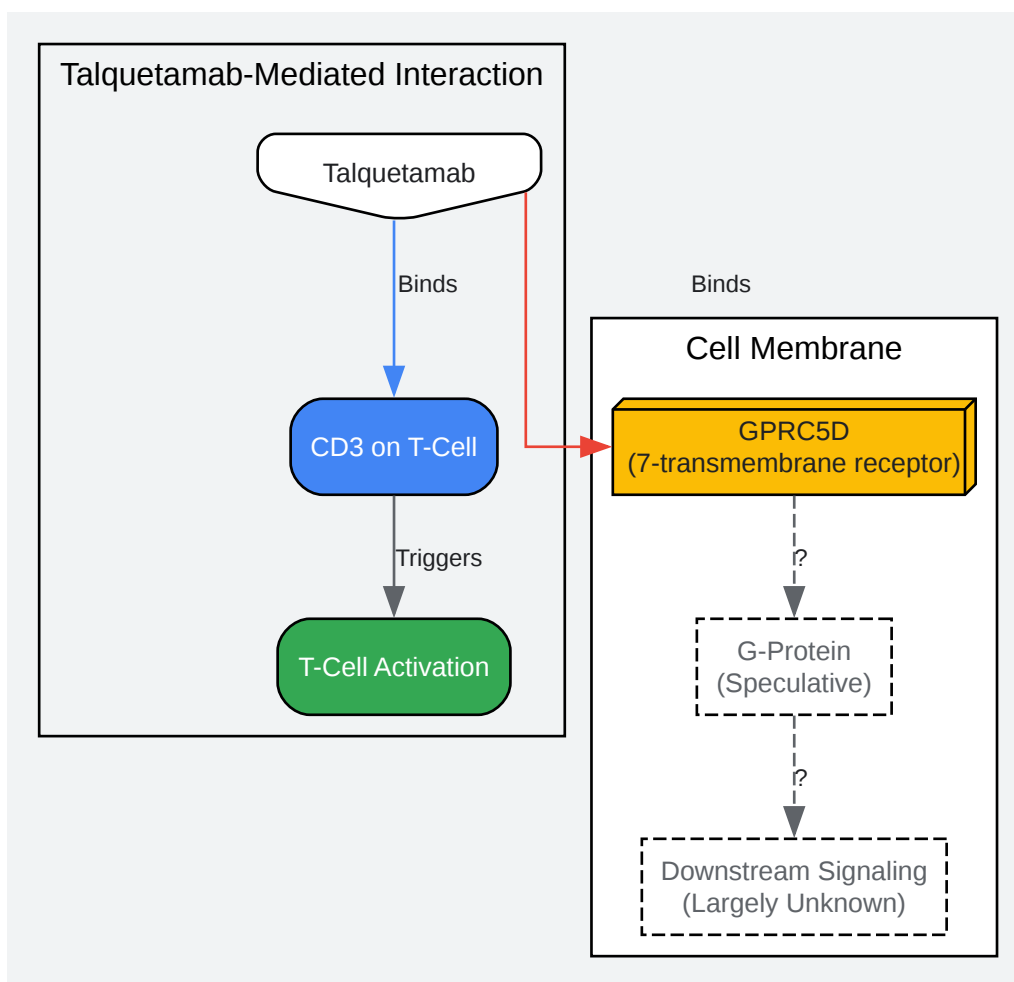 Talquetamab-Mediated Interaction
Talquetamab
Binds
CD3 on T-Cell
Triggers
T-Cell Activation
Binds
Cell Membrane
GPRC5D
(7-transmembrane receptor)
?
G-Protein
(Speculative)
?
Downstream Signaling
(Largely Unknown)